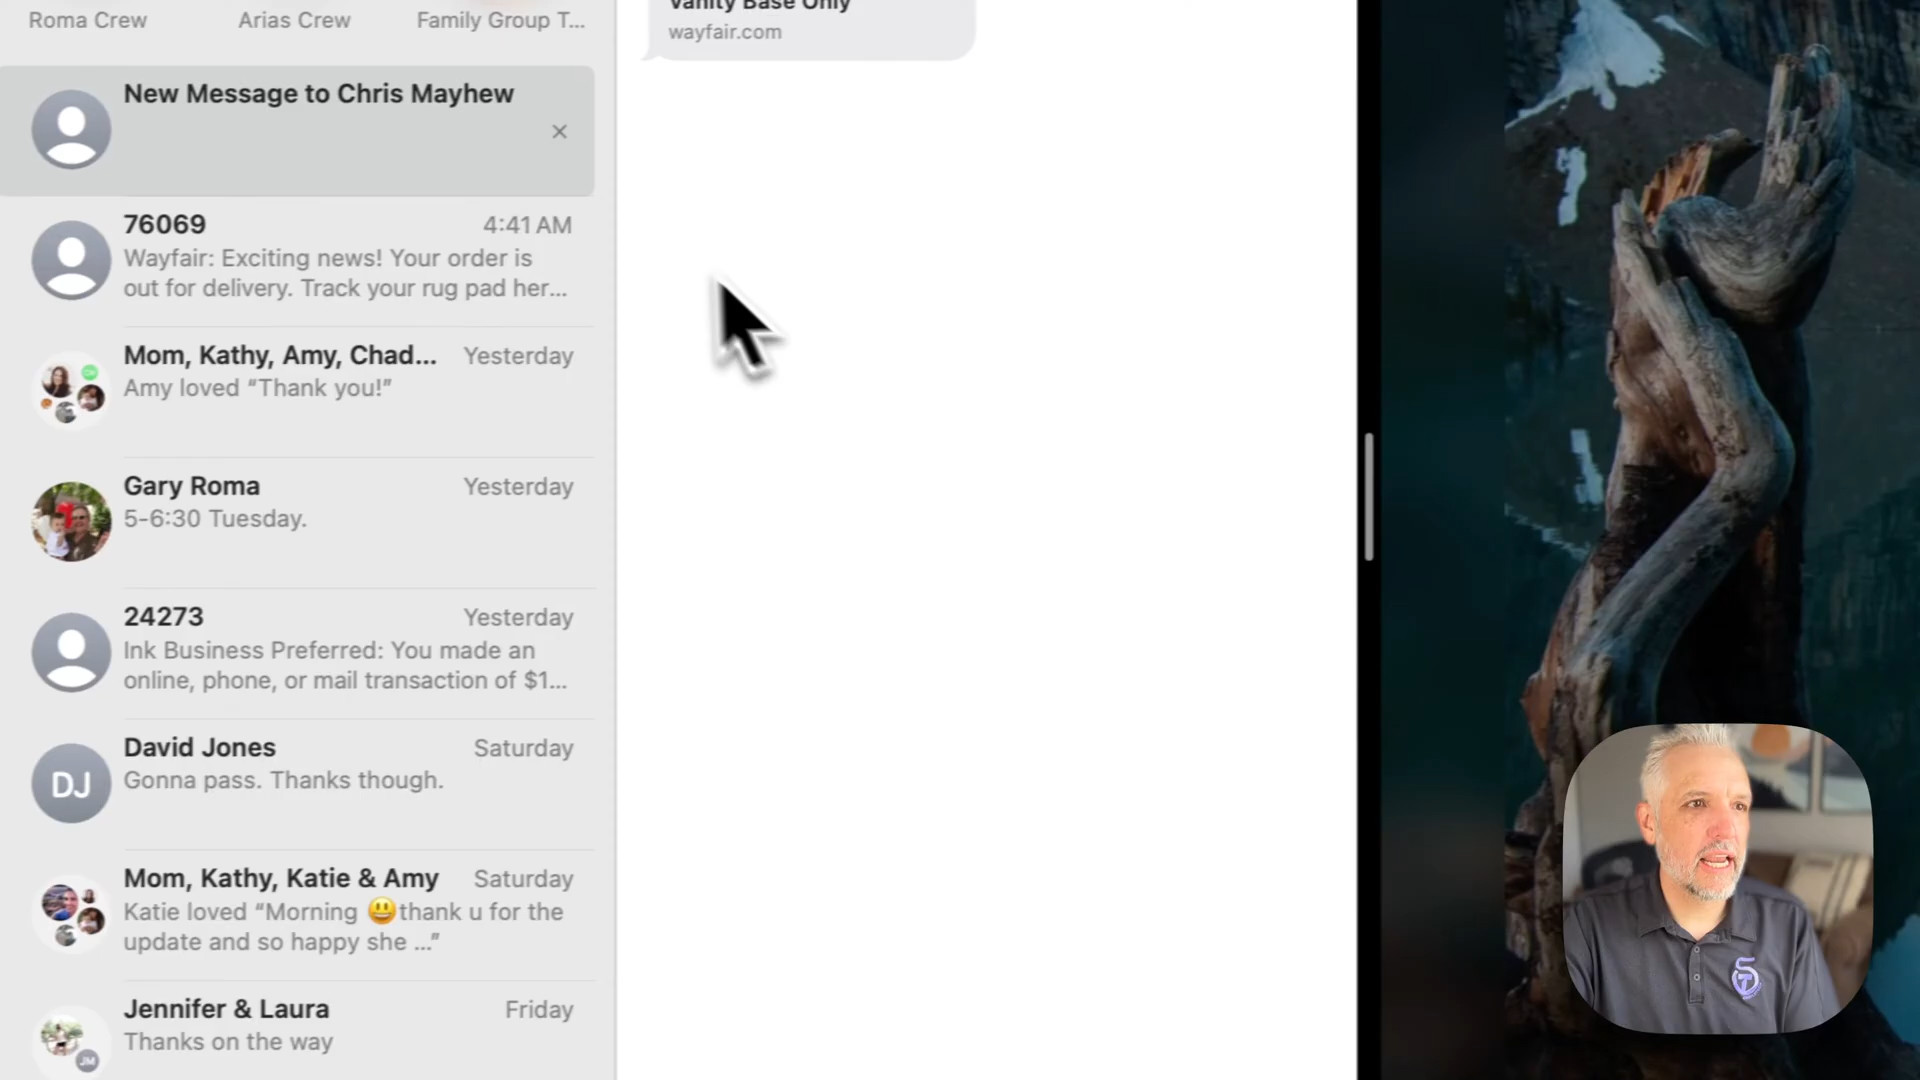 Roma Crew
Arias Crew
Family Group T...
Vanity Base Only
wayfair.com
New Message to Chris Mayhew
76069
4:41 AM
Wayfair: Exciting news! Your order is
out for delivery. Track your rug pad her...
Mom, Kathy, Amy, Chad...
Yesterday
Amy loved “Thank you!”
Gary Roma
Yesterday
5-6:30 Tuesday.
24273
Yesterday
Ink Business Preferred: You made an
online, phone, or mail transaction of $1...
DJ
David Jones
Saturday
Gonna pass. Thanks though.
Mom, Kathy, Katie & Amy
Saturday
Katie loved “Morning 😃thank u for the
update and so happy she ...”
Jennifer & Laura
Friday
Thanks on the way
JM